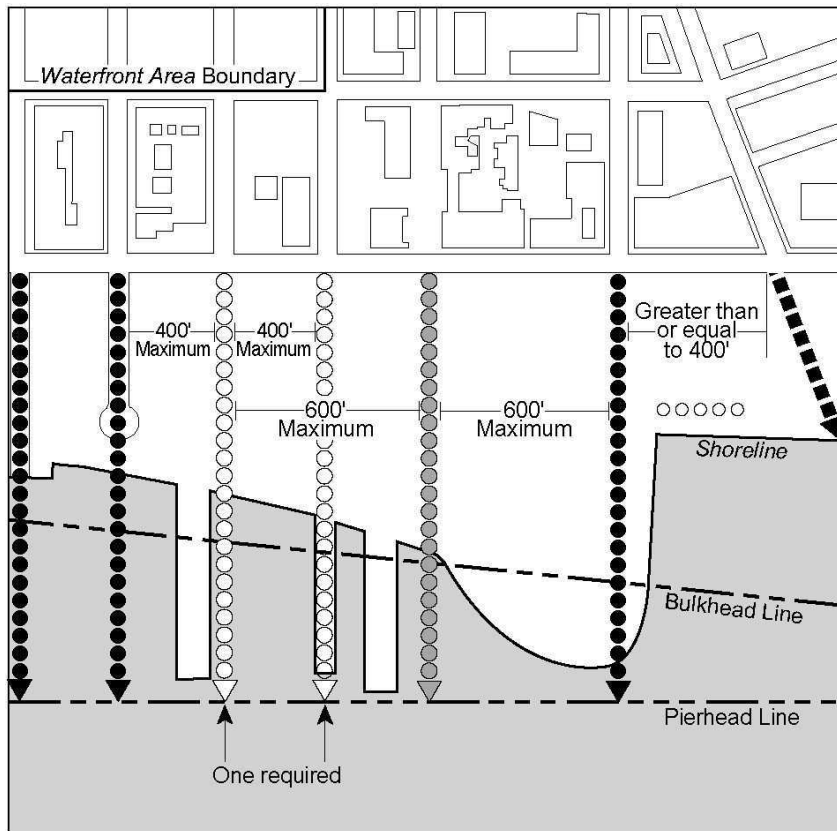 Waterfront Area Boundary
400'
Maximum
400'
Maximum
Greater than
or equal
to 400'
600'
Maximum
600'
Maximum
Shoreline
Bulkhead Line
Pierhead Line
One required